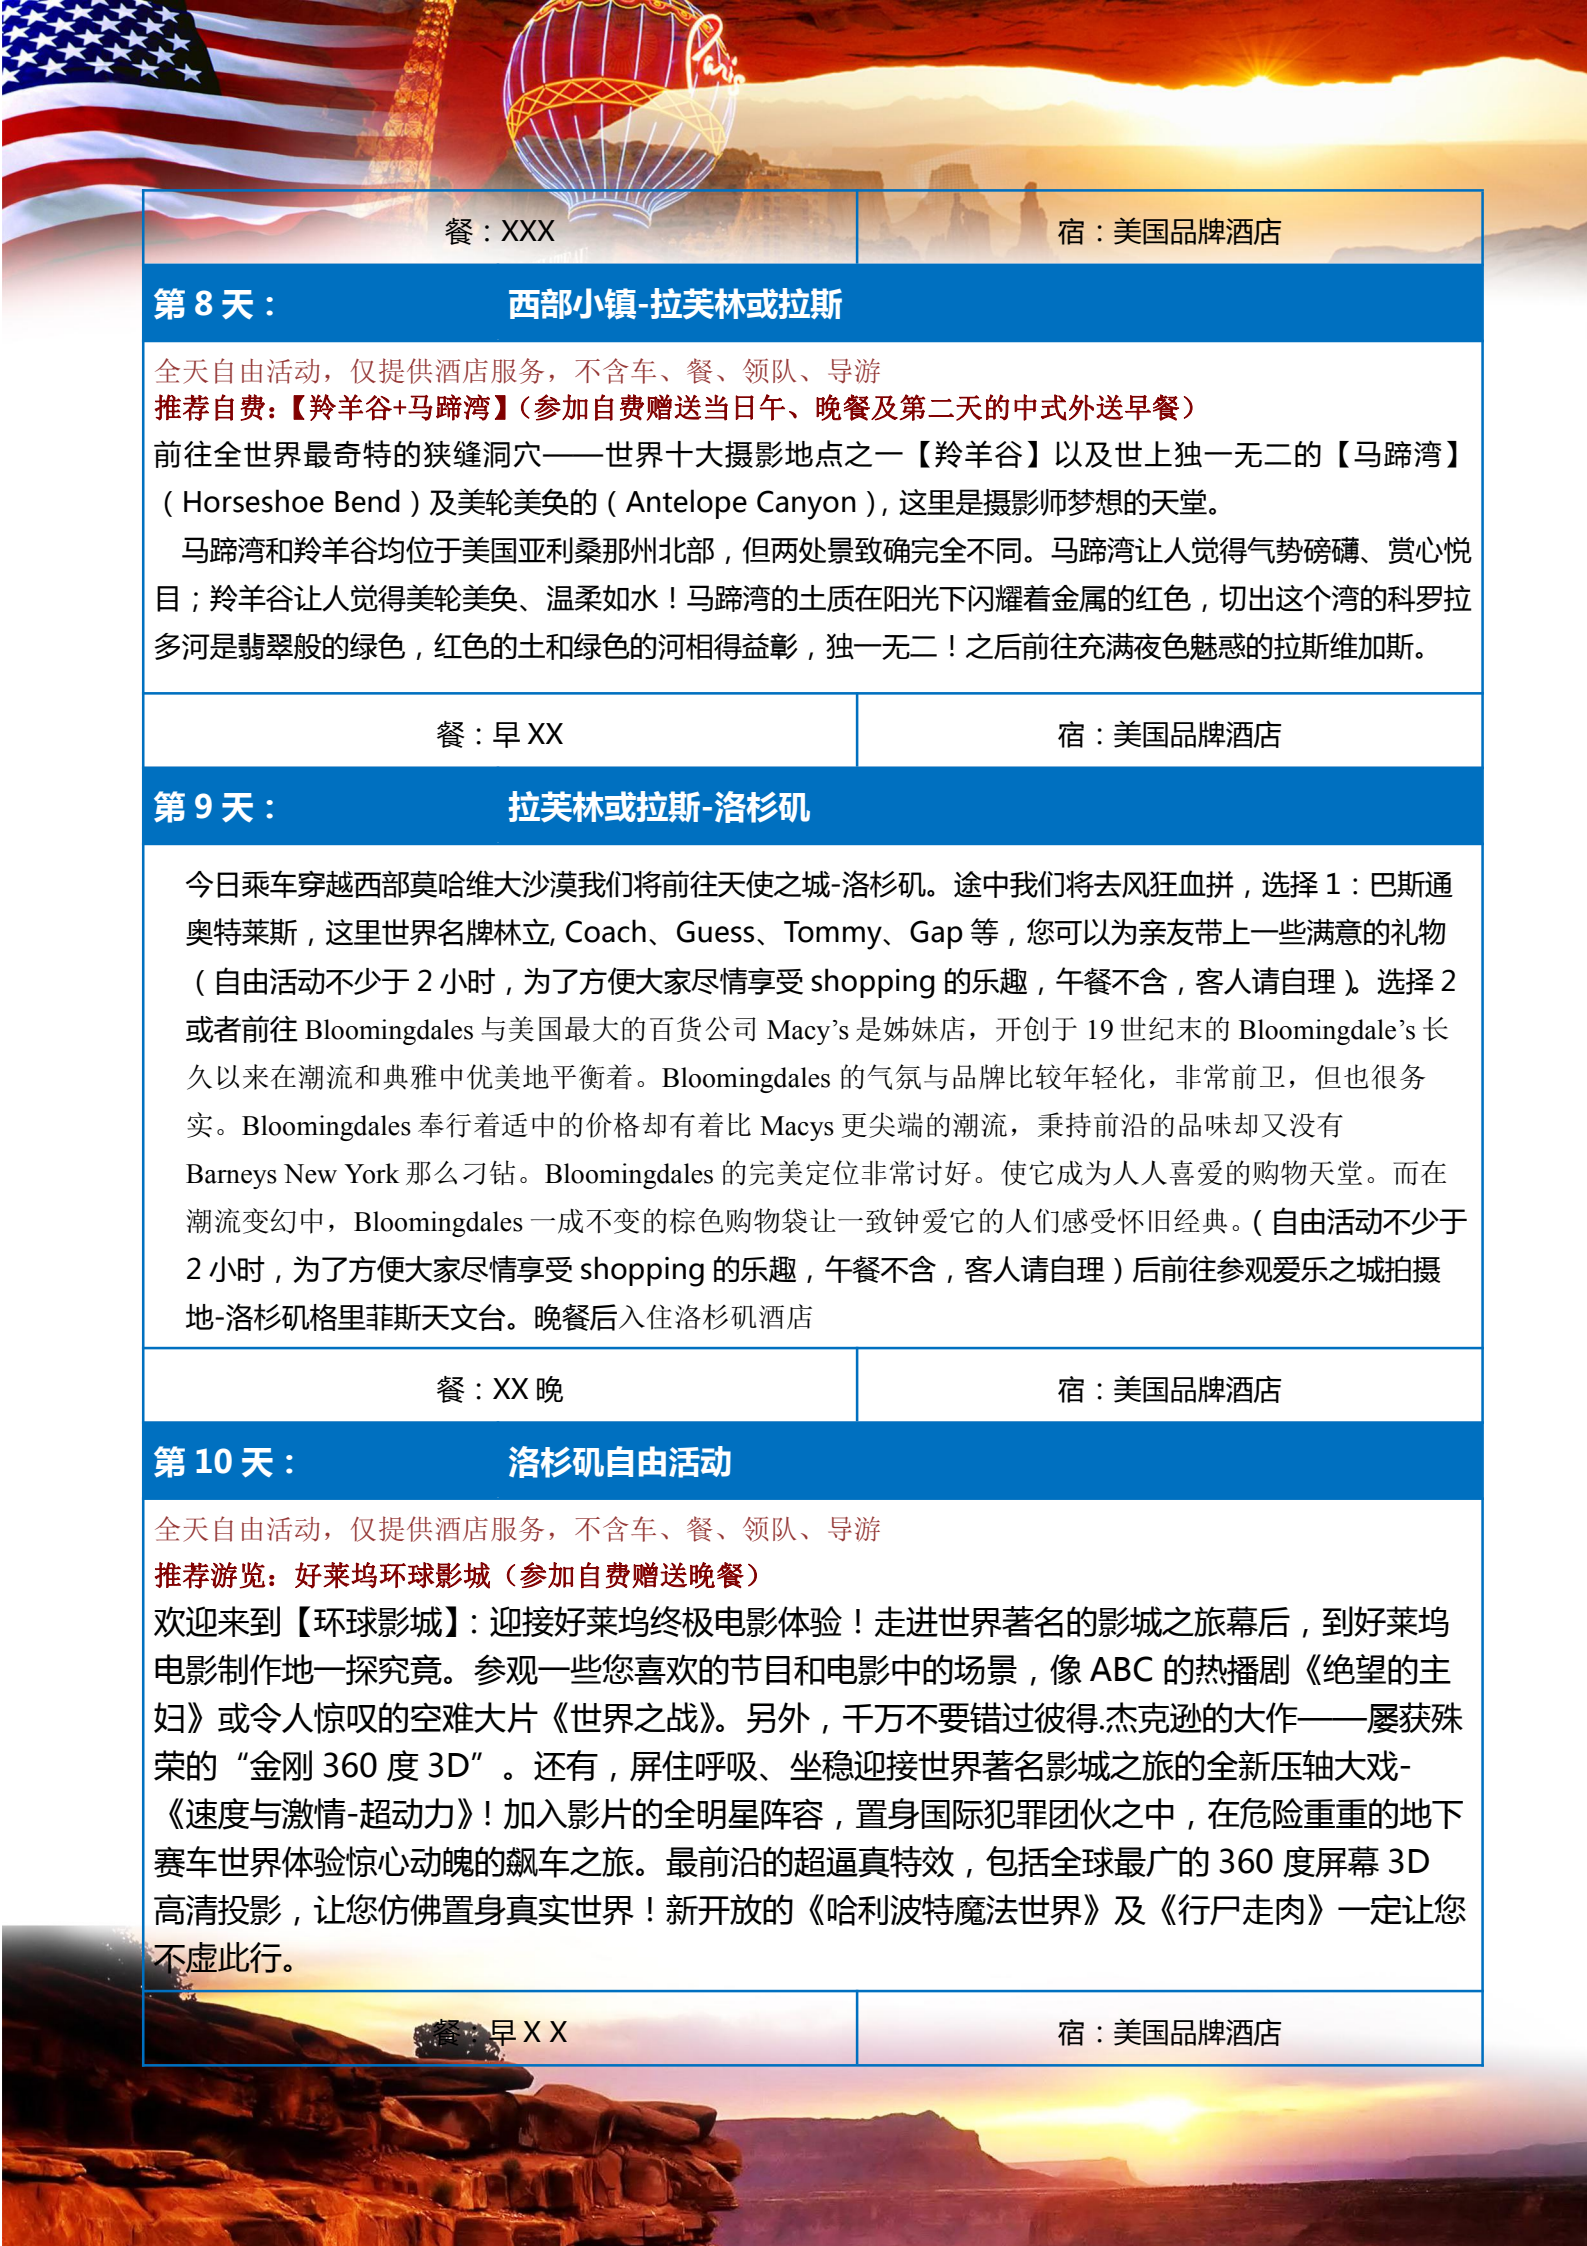 Paris
餐：XXX
宿：美国品牌酒店
第 8 天：
西部小镇-拉芙林或拉斯
全天自由活动，仅提供酒店服务，不含车、餐、领队、导游
推荐自费：【羚羊谷+马蹄湾】（参加自费赠送当日午、晚餐及第二天的中式外送早餐）
前往全世界最奇特的狭缝洞穴——世界十大摄影地点之一【羚羊谷】以及世上独一无二的【马蹄湾】
（Horseshoe Bend）及美轮美奂的（Antelope Canyon），这里是摄影师梦想的天堂。
马蹄湾和羚羊谷均位于美国亚利桑那州北部，但两处景致确完全不同。马蹄湾让人觉得气势磅礴、赏心悦
目；羚羊谷让人觉得美轮美奂、温柔如水！马蹄湾的土质在阳光下闪耀着金属的红色，切出这个湾的科罗拉
多河是翡翠般的绿色，红色的土和绿色的河相得益彰，独一无二！之后前往充满夜色魅惑的拉斯维加斯。
餐：早 XX
宿：美国品牌酒店
第 9 天：
拉芙林或拉斯-洛杉矶
今日乘车穿越西部莫哈维大沙漠我们将前往天使之城-洛杉矶。途中我们将去风狂血拼，选择 1：巴斯通
奥特莱斯，这里世界名牌林立, Coach、Guess、Tommy、Gap 等，您可以为亲友带上一些满意的礼物
（自由活动不少于 2 小时，为了方便大家尽情享受 shopping 的乐趣，午餐不含，客人请自理）。选择 2
或者前往 Bloomingdales 与美国最大的百货公司 Macy’s 是姊妹店，开创于 19 世纪末的 Bloomingdale’s 长
久以来在潮流和典雅中优美地平衡着。Bloomingdales 的气氛与品牌比较年轻化，非常前卫，但也很务
实。Bloomingdales 奉行着适中的价格却有着比 Macys 更尖端的潮流，秉持前沿的品味却又没有
Barneys New York 那么刁钻。Bloomingdales 的完美定位非常讨好。使它成为人人喜爱的购物天堂。而在
潮流变幻中，Bloomingdales 一成不变的棕色购物袋让一致钟爱它的人们感受怀旧经典。（自由活动不少于
2 小时，为了方便大家尽情享受 shopping 的乐趣，午餐不含，客人请自理）后前往参观爱乐之城拍摄
地-洛杉矶格里菲斯天文台。晚餐后入住洛杉矶酒店
餐：XX 晚
宿：美国品牌酒店
第 10 天：
洛杉矶自由活动
全天自由活动，仅提供酒店服务，不含车、餐、领队、导游
推荐游览：好莱坞环球影城（参加自费赠送晚餐）
欢迎来到【环球影城】：迎接好莱坞终极电影体验！走进世界著名的影城之旅幕后，到好莱坞
电影制作地一探究竟。参观一些您喜欢的节目和电影中的场景，像 ABC 的热播剧《绝望的主
妇》或令人惊叹的空难大片《世界之战》。另外，千万不要错过彼得.杰克逊的大作——屡获殊
荣的“金刚 360 度 3D”。还有，屏住呼吸、坐稳迎接世界著名影城之旅的全新压轴大戏-
《速度与激情-超动力》！加入影片的全明星阵容，置身国际犯罪团伙之中，在危险重重的地下
赛车世界体验惊心动魄的飙车之旅。最前沿的超逼真特效，包括全球最广的 360 度屏幕 3D
高清投影，让您仿佛置身真实世界！新开放的《哈利波特魔法世界》及《行尸走肉》一定让您
不虚此行。
餐：早 X X
宿：美国品牌酒店